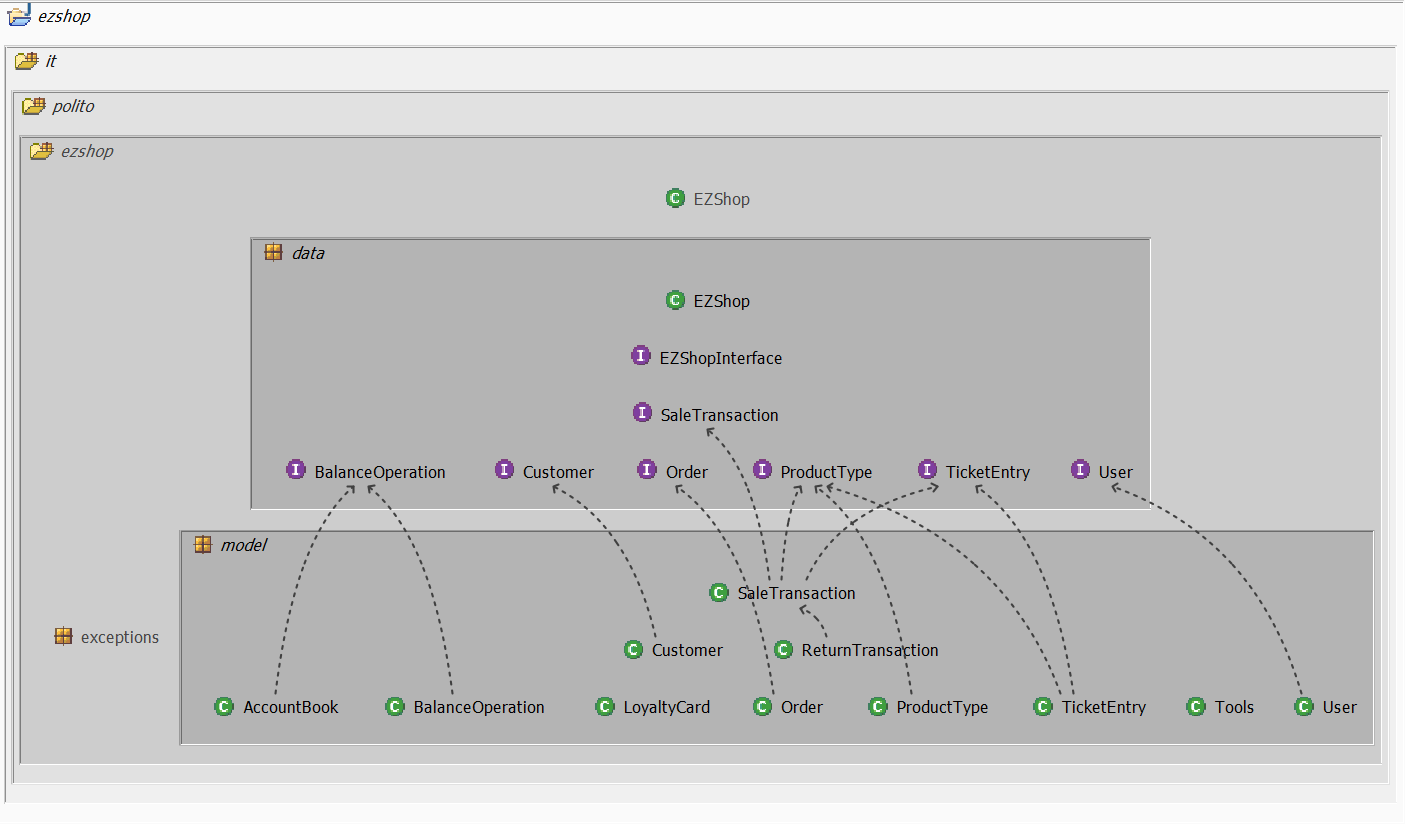 ezshop
it
polito
ezshop
EZShop
data
EZShop
EZShopInterface
SaleTransaction
BalanceOperation Customer Order ProductType TicketEntry User
model
SaleTransaction
exceptions
Customer ReturnTransaction
AccountBook BalanceOperation LoyaltyCard Order ProductType TicketEntry Tools User